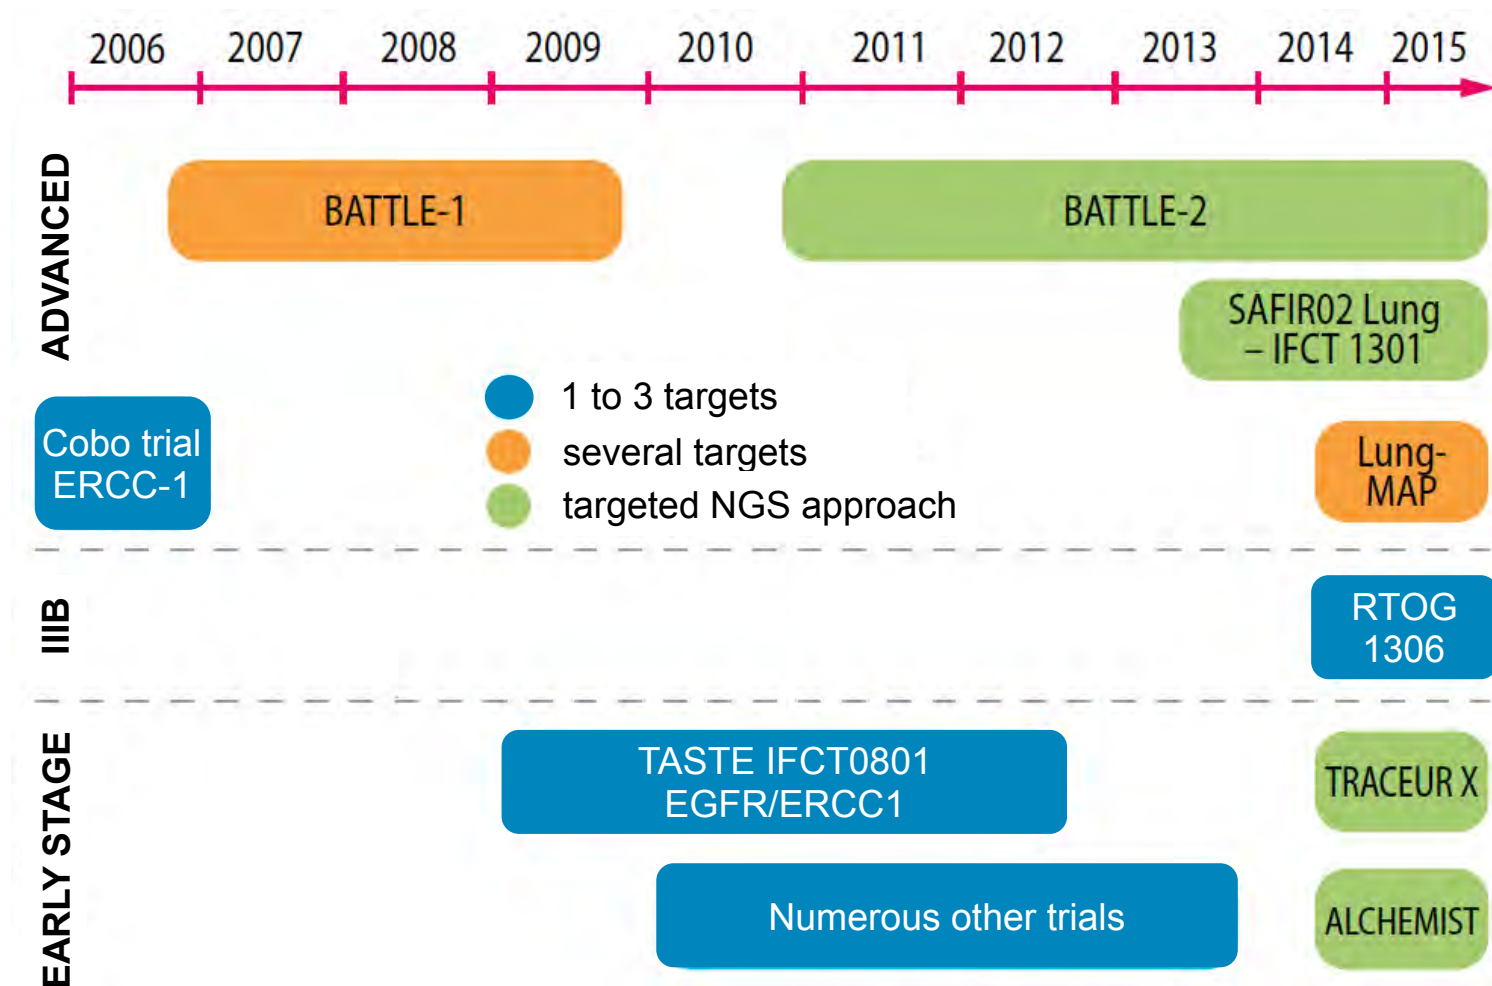 2006 2007 2008 2009 2010 2011 2012 2013 2014 2015
ADVANCED
BATTLE-1
BATTLE-2
SAFIR02 Lung
– IFCT 1301
1 to 3 targets
several targets
targeted NGS approach
Cobo trial
ERCC-1
Lung-
MAP
IIIB
RTOG
1306
EARLY STAGE
TASTE IFCT0801
EGFR/ERCC1
TRACEUR X
Numerous other trials
ALCHEMIST